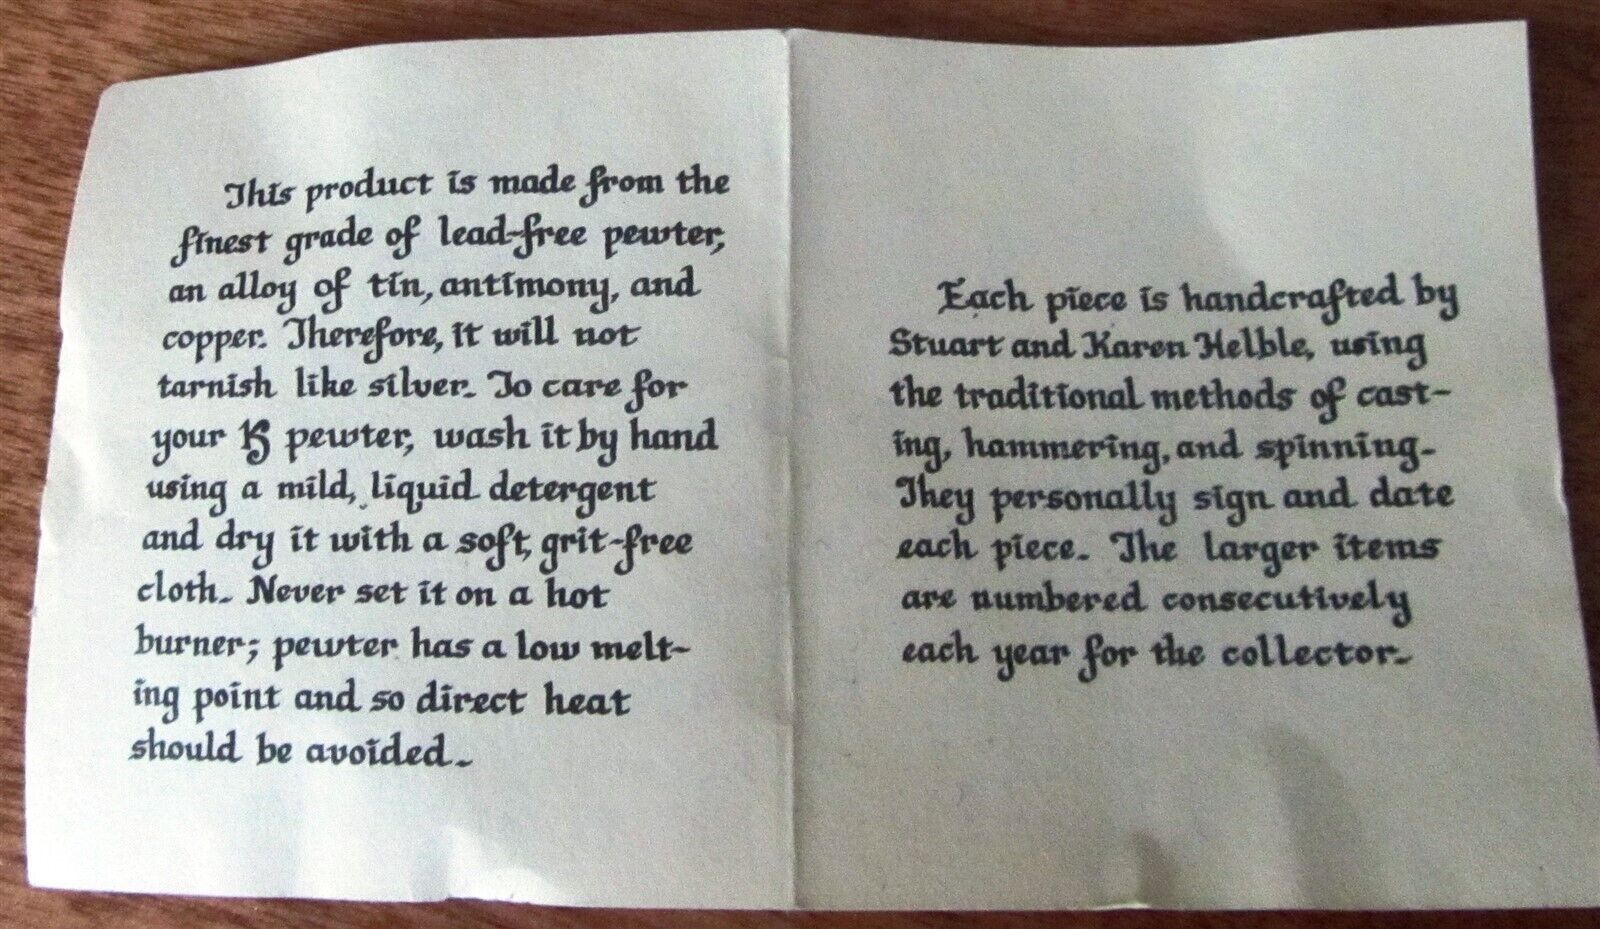 This product is made from the
finest grade of lead-free pewter,
an alloy of tin, antimony, and
copper. Therefore, it will not
tarnish like silver. To care for
your pewter, wash it by hand
using a mild, liquid detergent
and dry it with a soft, grit-free
cloth. Never set it on a hot
burner; pewter has a low melt-
ing point and so direct heat
should be avoided.
Each piece is handcrafted by
Stuart and Karen Helble, using
the traditional methods of cast-
ing, hammering, and spinning.
They personally sign and date
each piece. The larger items
are numbered consecutively
each year for the collector.